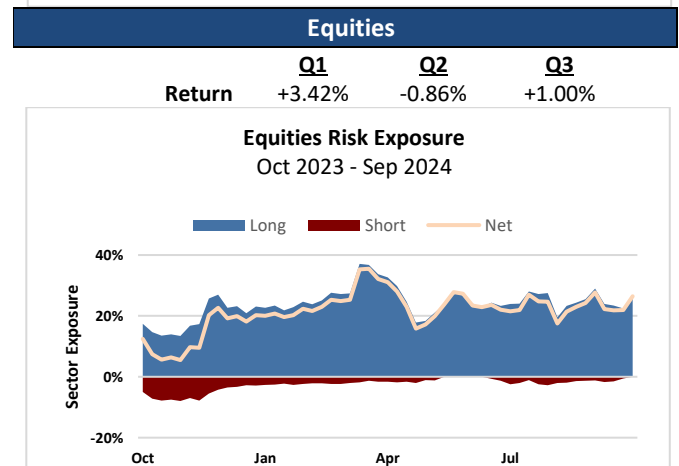 Equities
Q1 Q2 Q3
Return +3.42% -0.86% +1.00%
Equities Risk Exposure
Oct 2023 - Sep 2024
Long Short Net
Sector Exposure
40%
20%
0%
-20%
Oct Jan Apr Jul